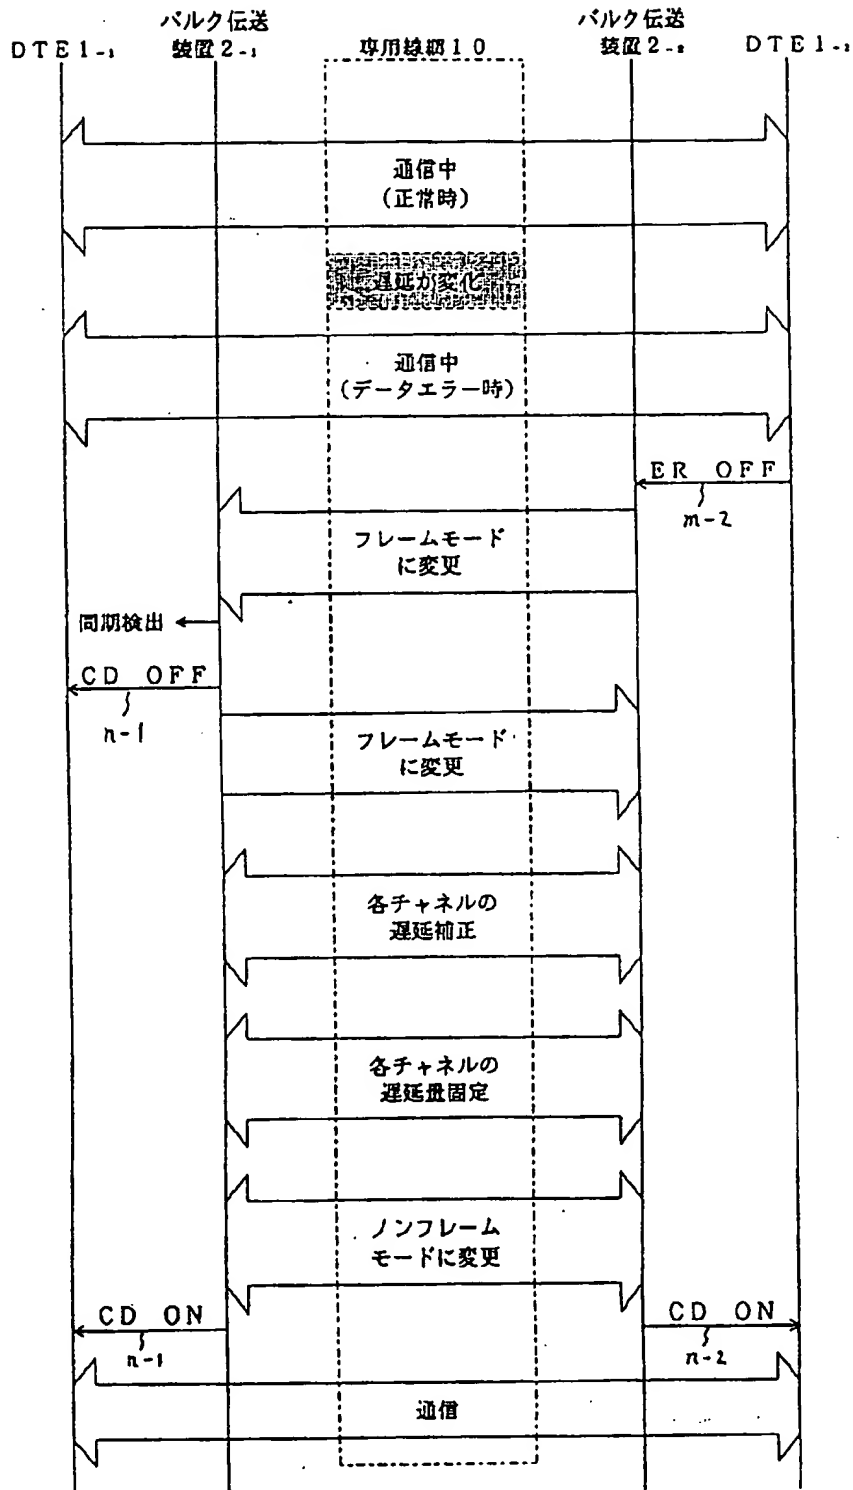 バルク伝送
バルク伝送
DTE1-1
装置2-1
専用線網10
装置2-2
DTE1-2
通信中
(正常時)
遅延が変化
通信中
(データエラー時)
ER OFF
m-2
フレームモード
に変更
同期検出
CD OFF
n-1
フレームモード
に変更
各チャネルの
遅延補正
各チャネルの
遅延量固定
ノンフレーム
モードに変更
CD ON
CD ON
n-1
n-2
通信